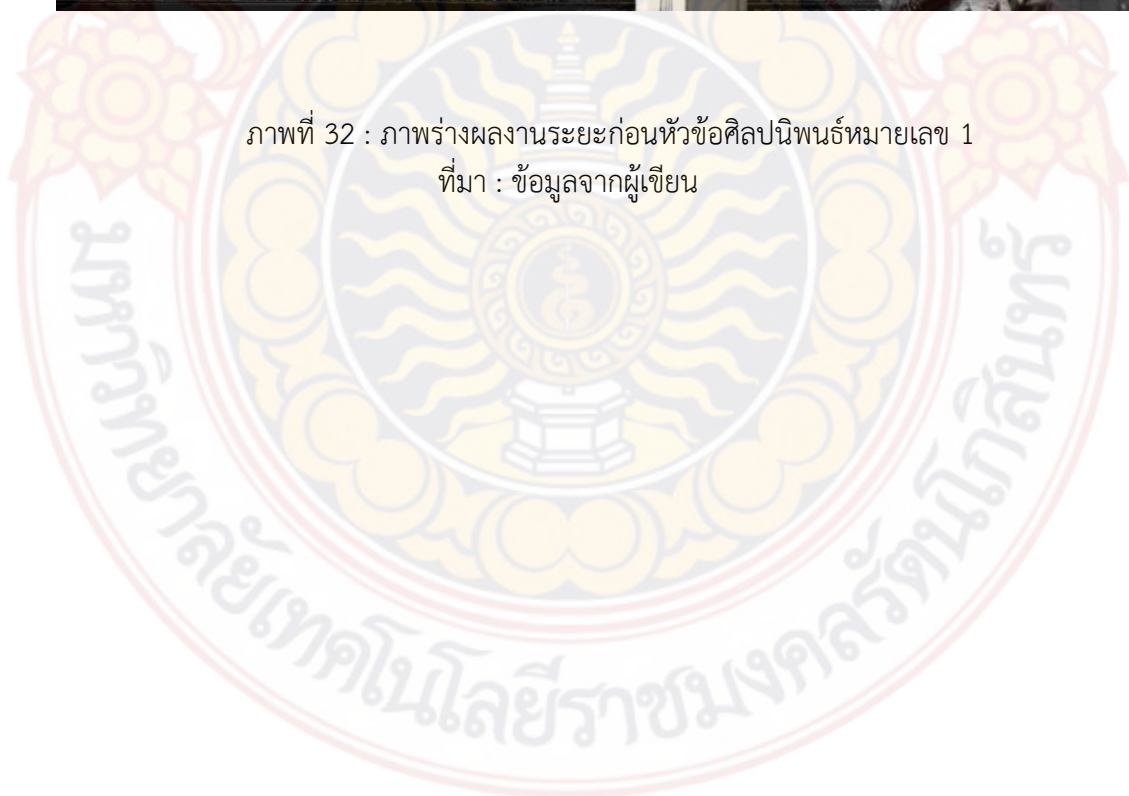 ภาพที่ 32 : ภาพร่างผลงานระยะก่อนหัวข้อศิลปนิพนธ์หมายเลข 1
ที่มา : ข้อมูลจากผู้เขียน
มหาวิทยาลัยเทคโนโลยีราชมงคลรัตนโกสินทร์